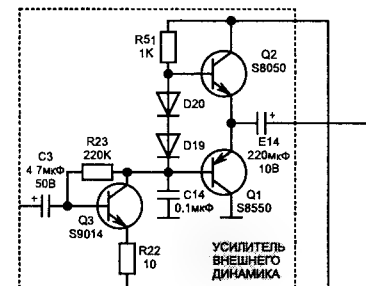 R51
1K
Q2
S8050
D20
D19
E14
220мкФ
10В
R23
220K
C3
4 7мкФ
50В
+
+
C14
0,1мкФ
Q1
S8550
Q3
S9014
R22
10
УСИЛИТЕЛЬ
ВНЕШНЕГО
ДИНАМИКА